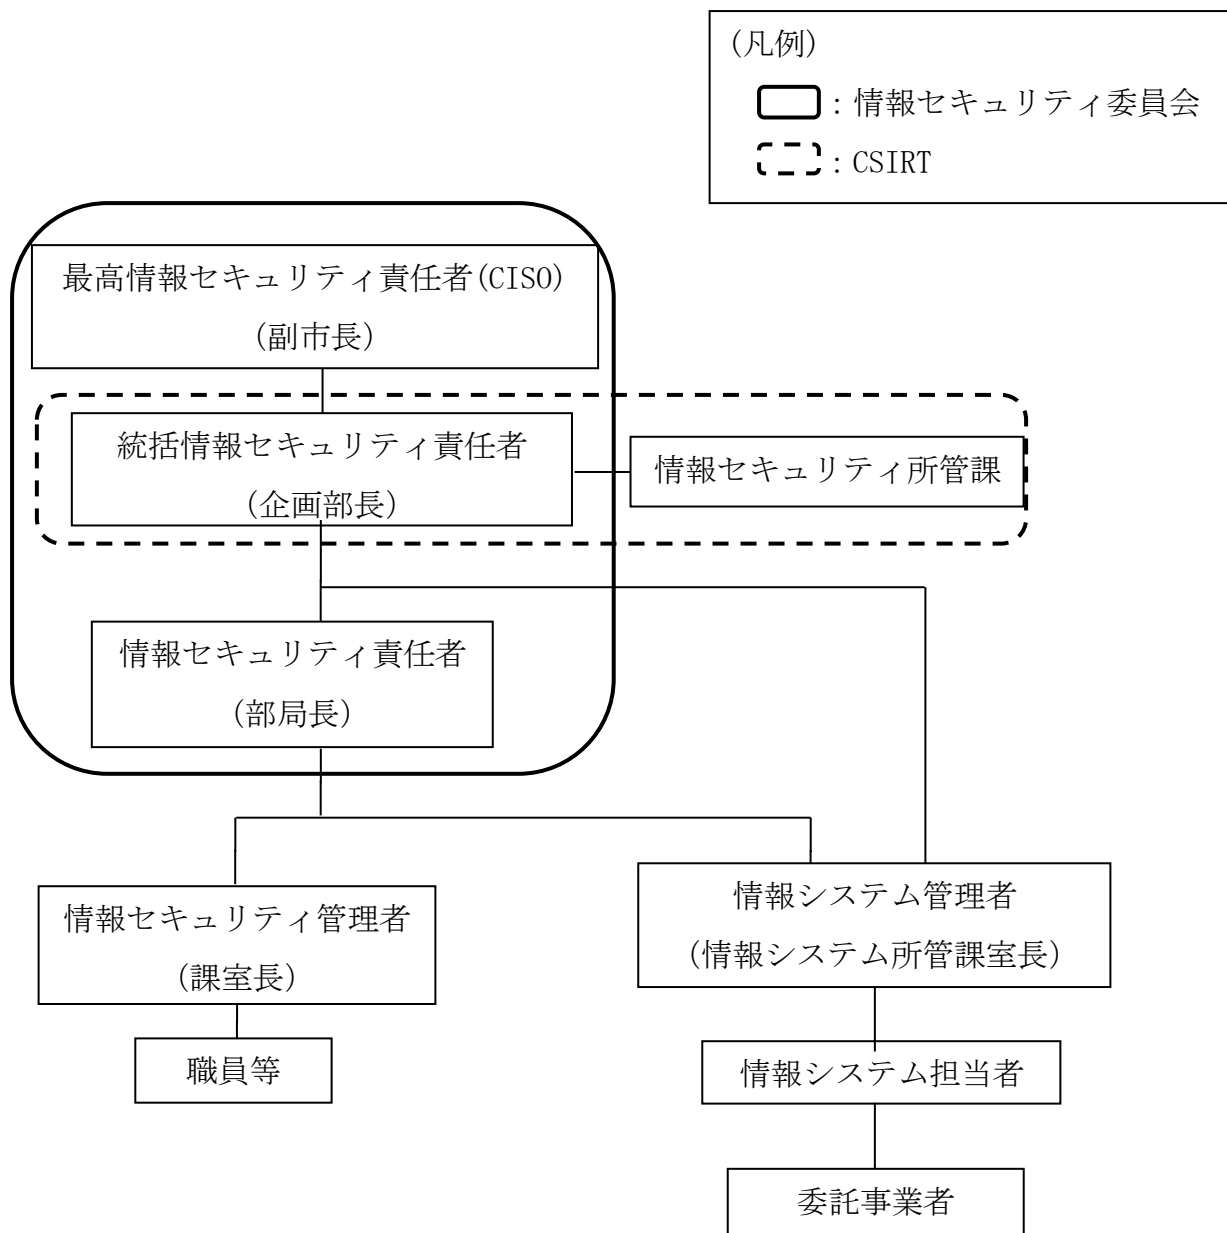 (凡例)
：情報セキュリティ委員会
：CSIRT
最高情報セキュリティ責任者(CISO)
(副市長)
統括情報セキュリティ責任者
(企画部長)
情報セキュリティ所管課
情報セキュリティ責任者
(部局長)
情報セキュリティ管理者
(課室長)
職員等
情報システム管理者
(情報システム所管課室長)
情報システム担当者
委託事業者